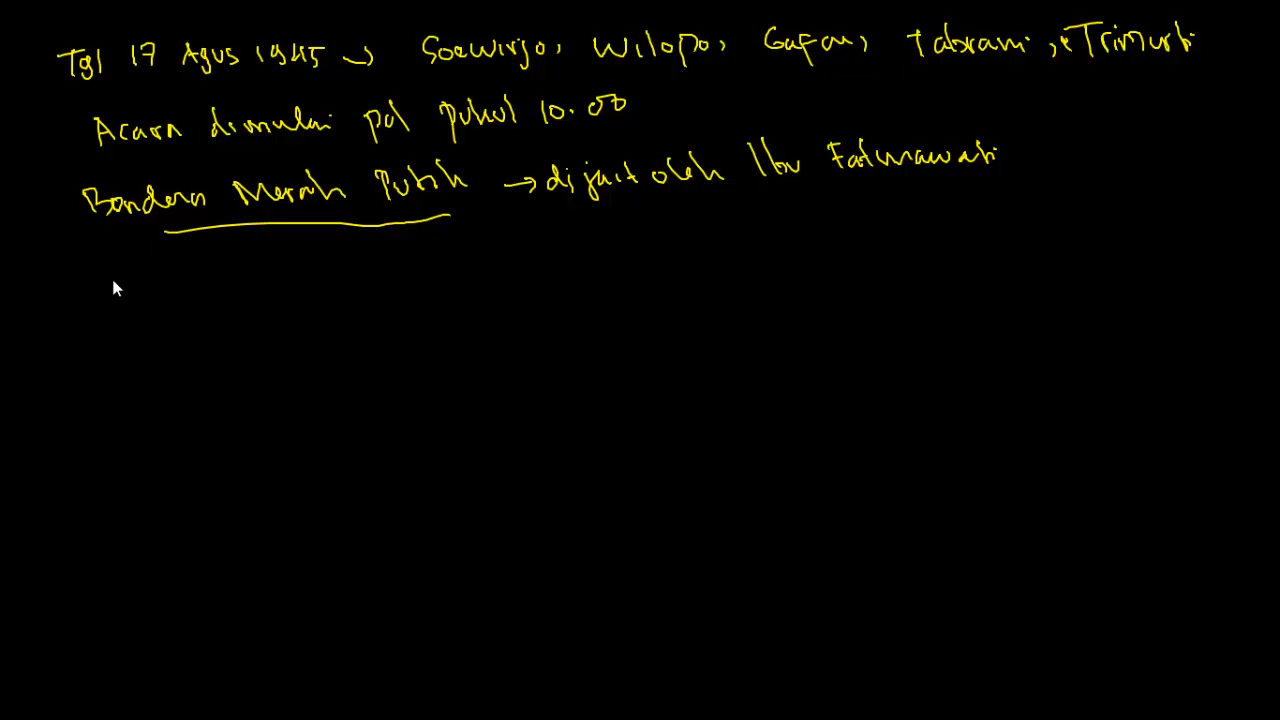 Tgl 17 Agus 1945 → Soewirjo, Wilopo, Gafar, Tabrani, & Trimurti
Acara dimulai pd pukul 10.00
Bendera Merah Putih → dijait oleh Ibu Fatmawati